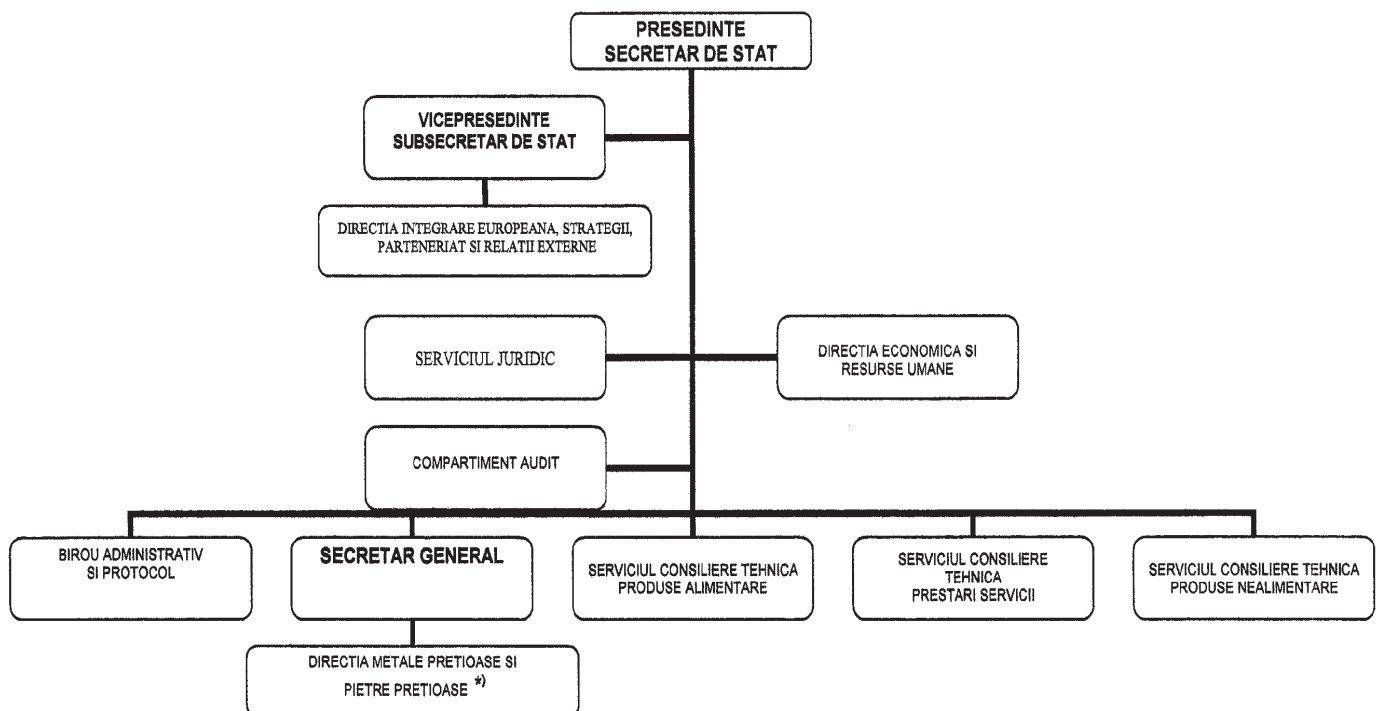 PRESEDINTE
SECRETAR DE STAT
VICEPRESEDINTE
SUBSECRETAR DE STAT
DIRECTIA INTEGRARE EUROPEANA, STRATEGII,
PARTENERIAT SI RELATII EXTERNE
SERVICIUL JURIDIC
DIRECTIA ECONOMICA SI
RESURSE UMANE
COMPARTIMENT AUDIT
BIROU ADMINISTRATIV
SI PROTOCOL
SECRETAR GENERAL
SERVICIUL CONSILIERE TEHNICA
PRODUSE ALIMENTARE
SERVICIUL CONSILIERE
TEHNICA
PRESTARI SERVICII
SERVICIUL CONSILIERE TEHNICA
PRODUSE NEALIMENTARE
DIRECTIA METALE PRETIOASE SI
PIETRE PRETIOASE *)